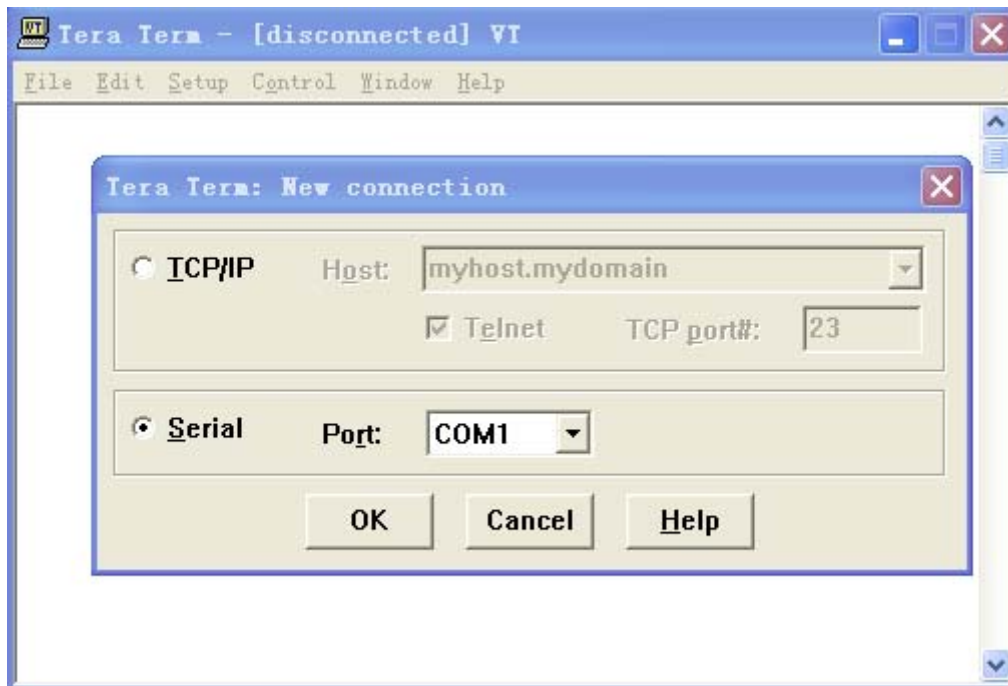 Tera Term - [disconnected] VT
File Edit Setup Control Window Help
Tera Term: New connection
TCP/IP Host: myhost.mydomain
Telnet TCP port#: 23
Serial Port: COM1
OK Cancel Help